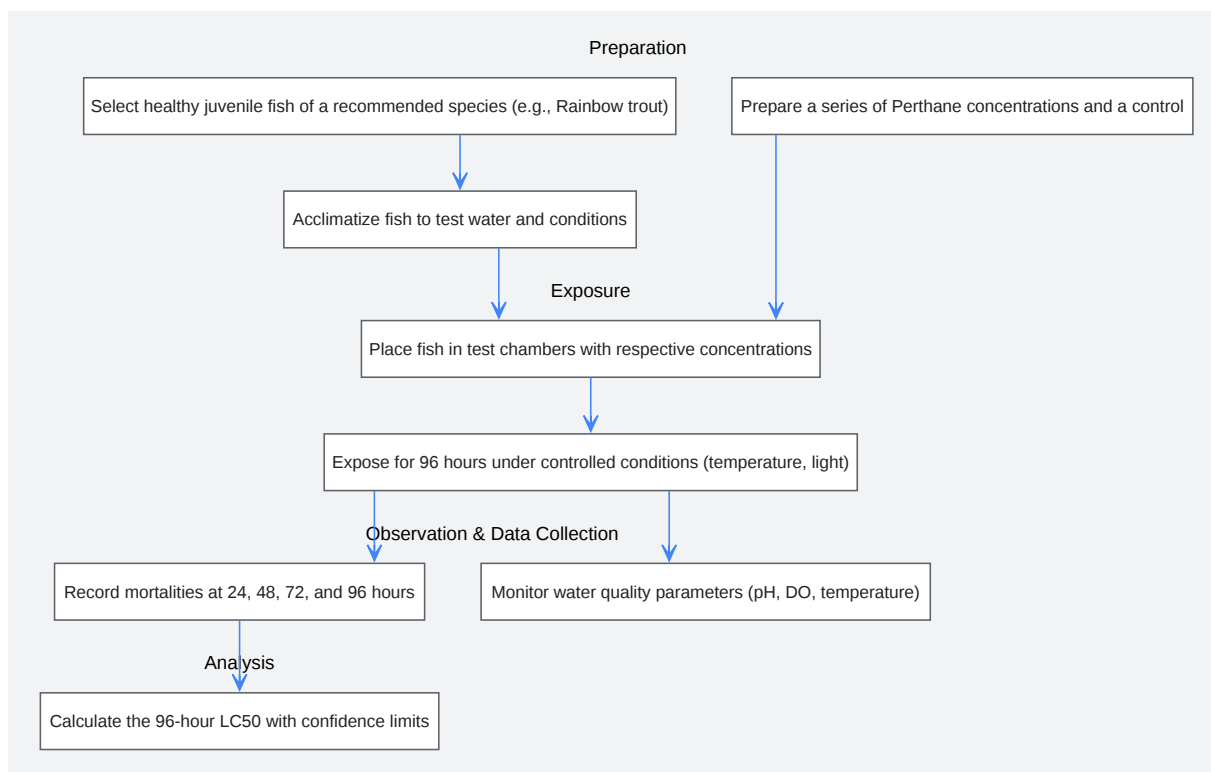 Preparation
Select healthy juvenile fish of a recommended species (e.g., Rainbow trout)
Prepare a series of Perthane concentrations and a control
Acclimatize fish to test water and conditions
Exposure
Place fish in test chambers with respective concentrations
Expose for 96 hours under controlled conditions (temperature, light)
Observation & Data Collection
Record mortalities at 24, 48, 72, and 96 hours
Monitor water quality parameters (pH, DO, temperature)
Analysis
Calculate the 96-hour LC50 with confidence limits